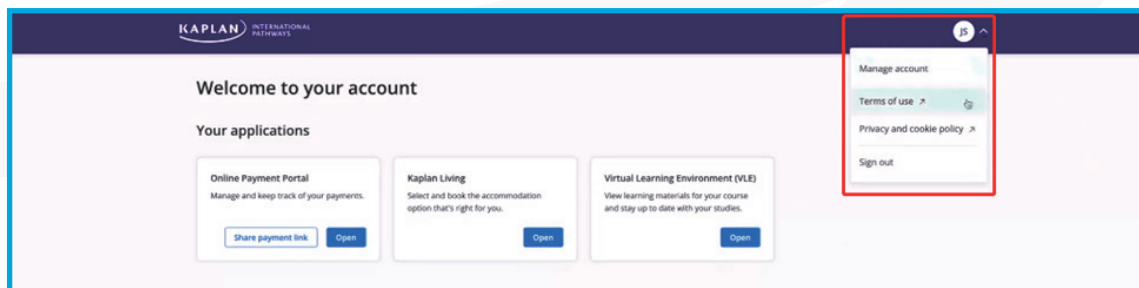 KAPLAN INTERNATIONAL
PATHWAYS
JS
Manage account
Terms of use
Privacy and cookie policy
Sign out
Welcome to your account
Your applications
Online Payment Portal
Manage and keep track of your payments.
Share payment link
Open
Kaplan Living
Select and book the accommodation
option that's right for you.
Open
Virtual Learning Environment (VLE)
View learning materials for your course
and stay up to date with your studies.
Open